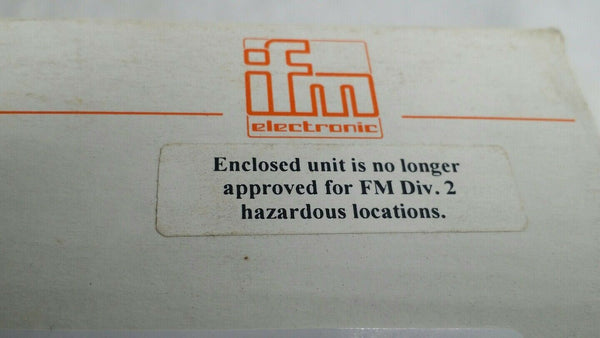 ifm
electronic
Enclosed unit is no longer
approved for FM Div. 2
hazardous locations.